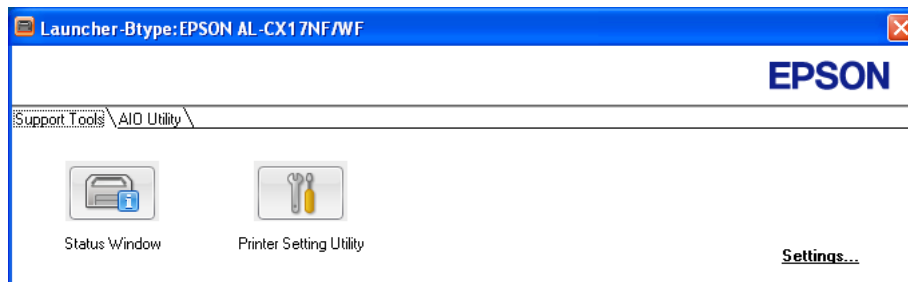 Launcher-Btype:EPSON AL-CX17NF/WF
EPSON
Support Tools AIO Utility
Status Window Printer Setting Utility
Settings...